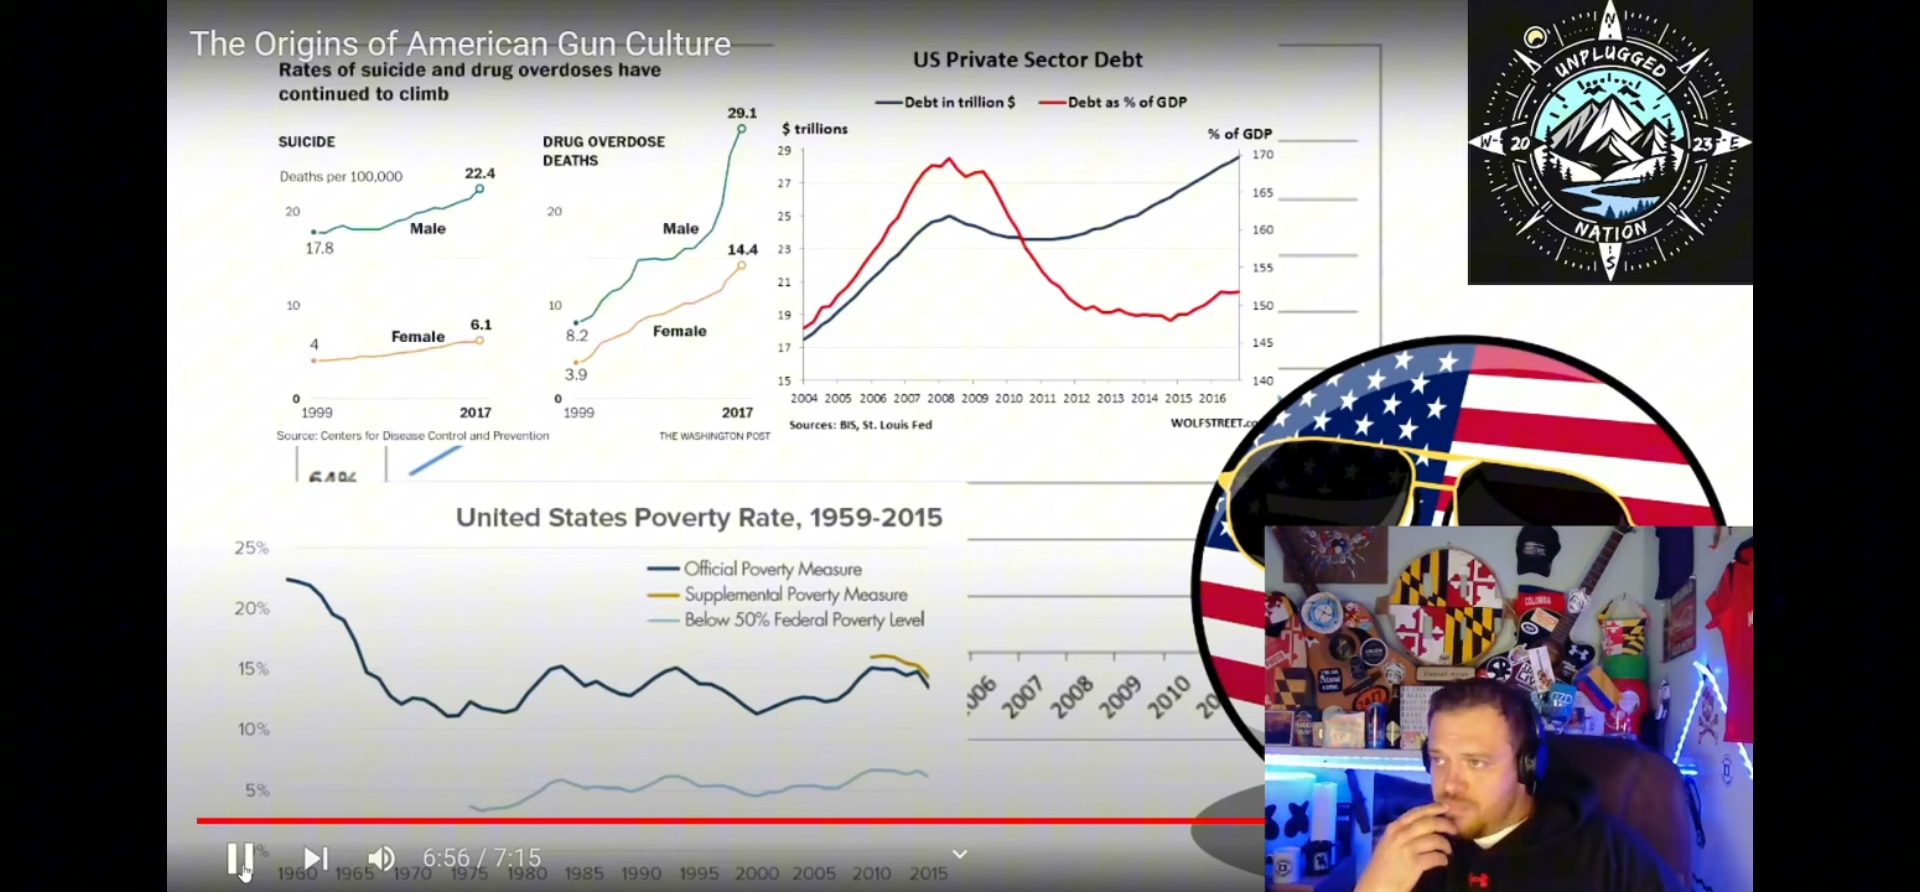 The Origins of American Gun Culture
Rates of suicide and drug overdoses have
continued to climb
SUICIDE
Deaths per 100,000
22.4
20
Male
17.8
10
Female
6.1
4
0
1999
2017
Source: Centers for Disease Control and Prevention
DRUG OVERDOSE
DEATHS
29.1
20
Male
14.4
10
8.2
Female
3.9
0
1999
2017
THE WASHINGTON POST
US Private Sector Debt
Debt in trillion $
Debt as % of GDP
$ trillions
% of GDP
29
27
25
23
21
19
17
15
170
165
160
155
150
145
140
2004 2005 2006 2007 2008 2009 2010 2011 2012 2013 2014 2015 2016
Sources: BIS, St. Louis Fed
WOLFSTREET.co
UNPLUGGED
N
W
20
23
E
NATION
S
64%
United States Poverty Rate, 1959-2015
25%
Official Poverty Measure
Supplemental Poverty Measure
Below 50% Federal Poverty Level
20%
15%
10%
5%
%
1960 1965 1970 1975 1980 1985 1990 1995 2000 2005 2010 2015
06 2007 2008 2009 2010 20
6:56 / 7:15
COLOMBIA